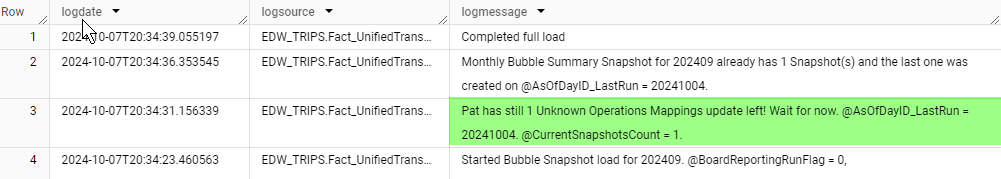 Row logdate logsource logmessage
1 2024-10-07T20:34:39.055197 EDW_TRIPS.Fact_UnifiedTrans... Completed full load
2 2024-10-07T20:34:36.353545 EDW_TRIPS.Fact_UnifiedTrans... Monthly Bubble Summary Snapshot for 202409 already has 1 Snapshot(s) and the last one was
created on @AsOfDayID_LastRun = 20241004.
3 2024-10-07T20:34:31.156339 EDW_TRIPS.Fact_UnifiedTrans... Pat has still 1 Unknown Operations Mappings update left! Wait for now. @AsOfDayID_LastRun =
20241004. @CurrentSnapshotsCount = 1.
4 2024-10-07T20:34:23.460563 EDW_TRIPS.Fact_UnifiedTrans... Started Bubble Snapshot load for 202409. @BoardReportingRunFlag = 0,